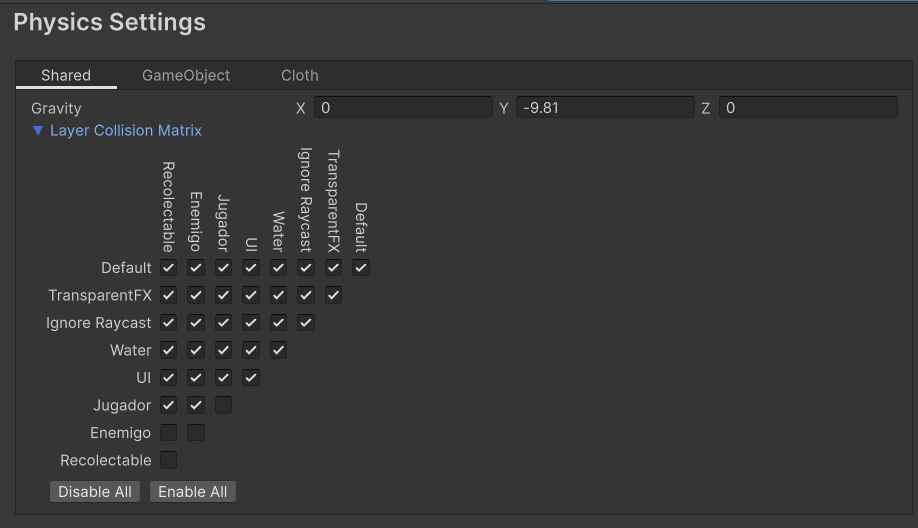 Physics Settings
Shared GameObject Cloth
Gravity X 0 Y -9.81 Z 0
Layer Collision Matrix
Recolectable Enemigo Jugador UI Water Ignore Raycast TransparentFX Default
Default
TransparentFX
Ignore Raycast
Water
UI
Jugador
Enemigo
Recolectable
Disable All Enable All